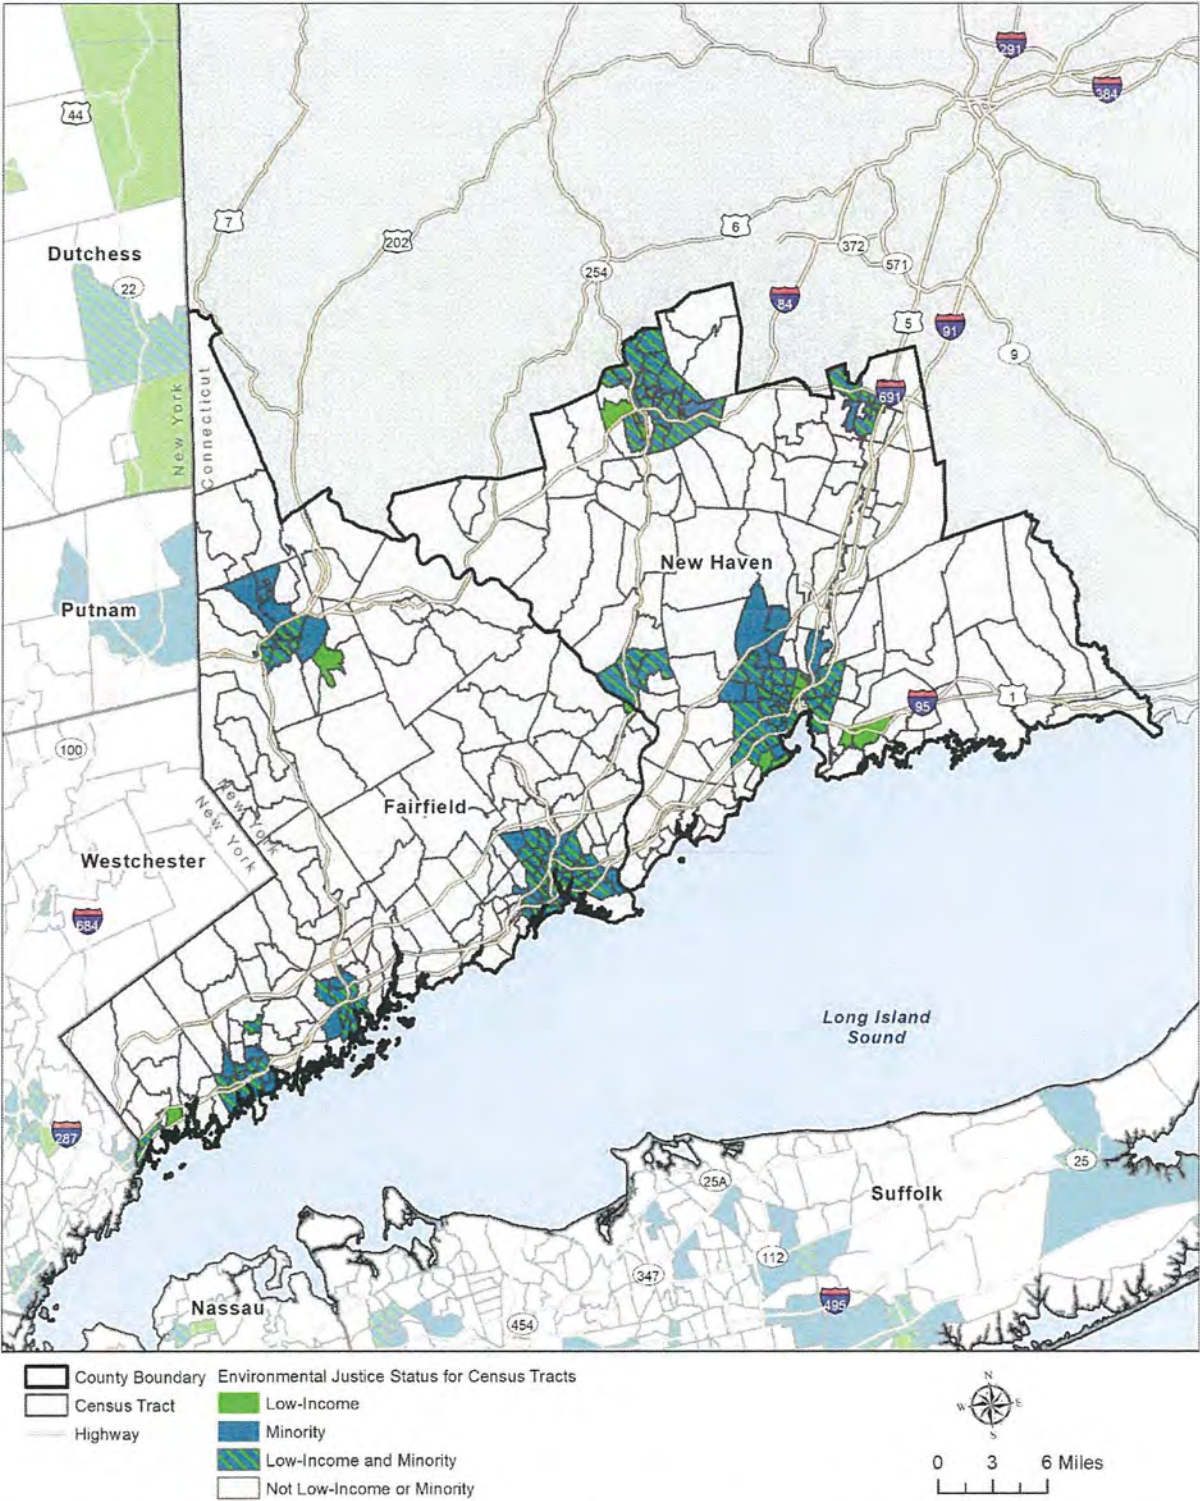 291
384
44
7
202
6
372
571
254
Dutchess
22
84
5
91
9
New York
Connecticut
691
New Haven
Putnam
95
1
100
Fairfield
New York
New York
Westchester
684
Long Island
Sound
287
25
25A
Suffolk
112
347
495
Nassau
454
County Boundary
Census Tract
Highway
Environmental Justice Status for Census Tracts
Low-Income
Minority
Low-Income and Minority
Not Low-Income or Minority
N
W E
S
0 3 6 Miles